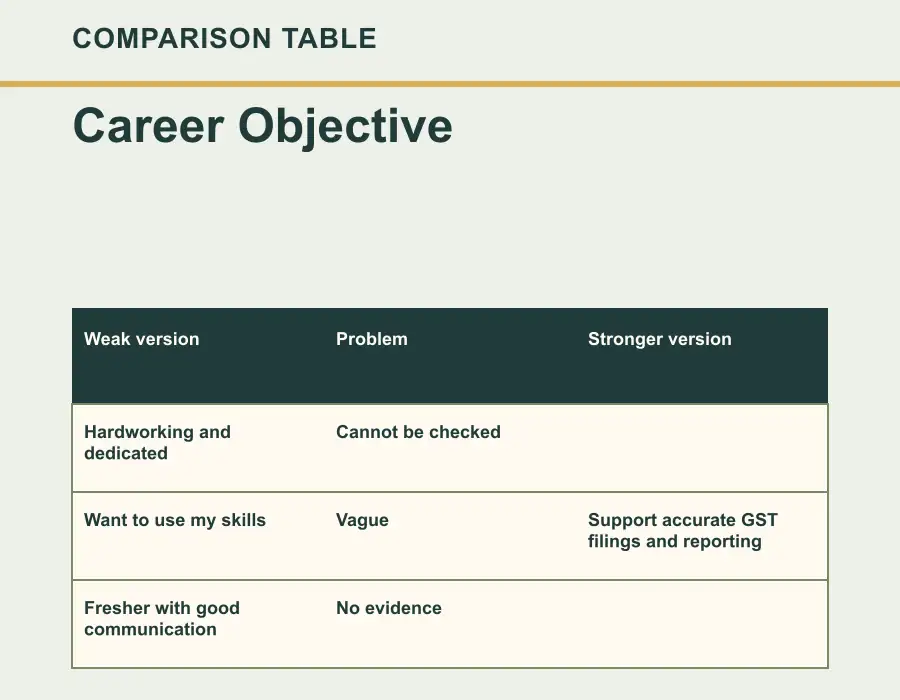 COMPARISON TABLE
Career Objective
Weak version Problem Stronger version
Hardworking and Cannot be checked
dedicated
Want to use my skills Vague Support accurate GST
filings and reporting
Fresher with good No evidence
communication